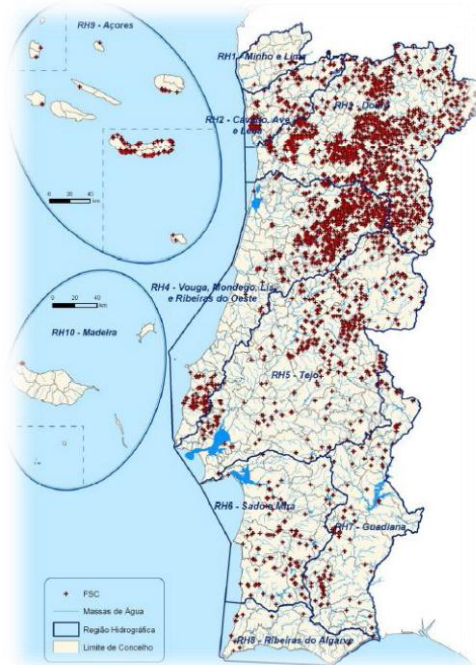 RH9 - Açores
RH1 - Minho e Lima
RH3 - Douro
RH2 - Cávado, Ave
e Leça
0 20 40
km
RH4 - Vouga, Mondego, Lis
e Ribeiras do Oeste
0 20 40
km
RH10 - Madeira
RH5 - Tejo
RH6 - Sado e Mira
RH7 - Guadiana
RH8 - Ribeiras do Algarve
FSC
Massas de Água
Região Hidrográfica
Limite de Concelho